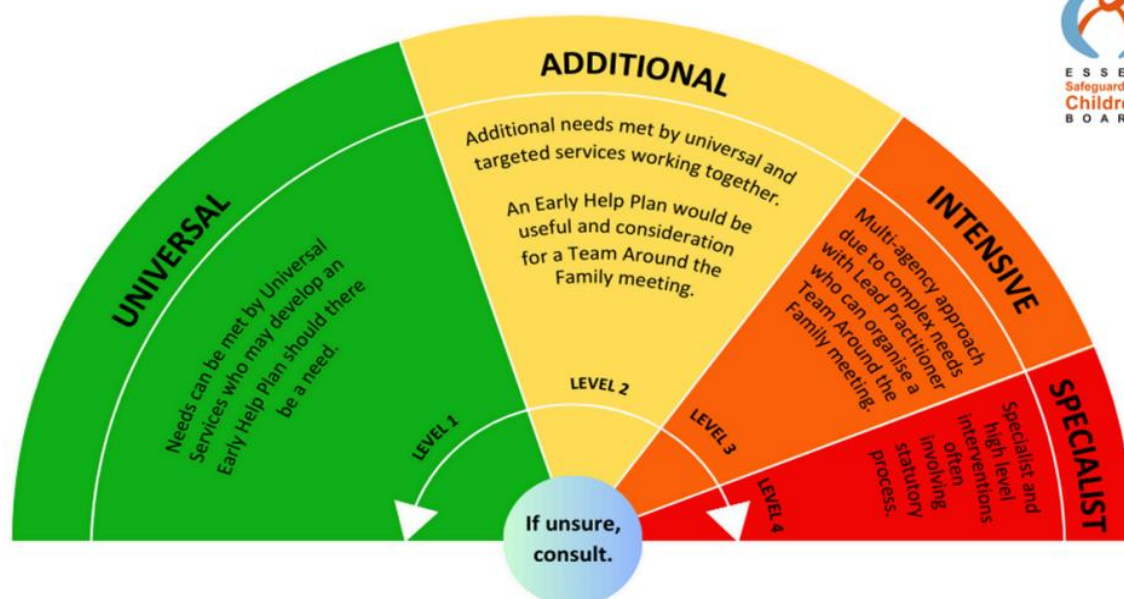 UNIVERSAL
Needs can be met by Universal
Services who may develop an
Early Help Plan should there
be a need.
LEVEL 1
ADDITIONAL
Additional needs met by universal and
targeted services working together.
An Early Help Plan would be
useful and consideration
for a Team Around the
Family meeting.
LEVEL 2
INTENSIVE
Multi-agency approach
due to complex needs
with Lead Practitioner
who can organise a
Team Around the
Family meeting.
LEVEL 3
SPECIALIST
Specialist and
high level
interventions
often
involving
statutory
process.
LEVEL 4
If unsure,
consult.